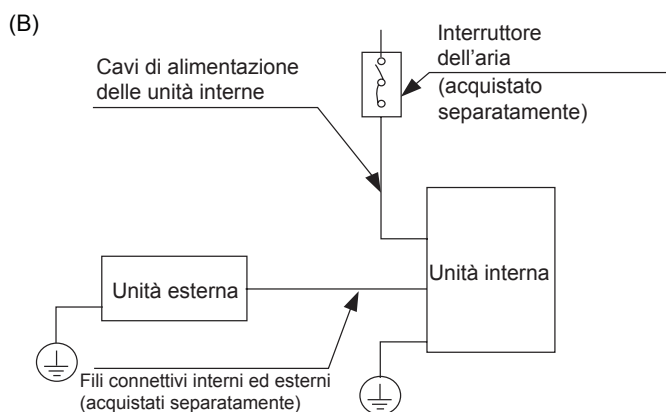 (B)
Interruttore
dell'aria
(acquistato
separatamente)
Cavi di alimentazione
delle unità interne
Unità interna
Unità esterna
Fili connettivi interni ed esterni
(acquistati separatamente)